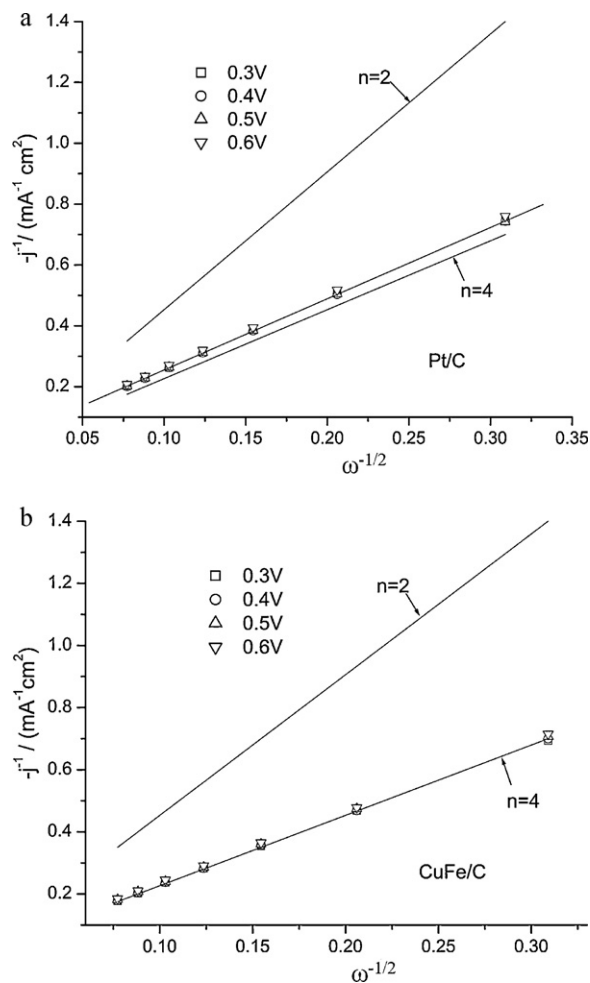 a
1.4
1.2
1.0
0.8
0.6
0.4
0.2
-j⁻¹/ (mA⁻¹ cm²)
□ 0.3V
○ 0.4V
△ 0.5V
▽ 0.6V
n=2
n=4
Pt/C
0.05 0.10 0.15 0.20 0.25 0.30 0.35
ω⁻¹/²
b
1.4
1.2
1.0
0.8
0.6
0.4
0.2
-j⁻¹ / (mA⁻¹cm²)
□ 0.3V
○ 0.4V
△ 0.5V
▽ 0.6V
n=2
n=4
CuFe/C
0.10 0.15 0.20 0.25 0.30
ω⁻¹/²